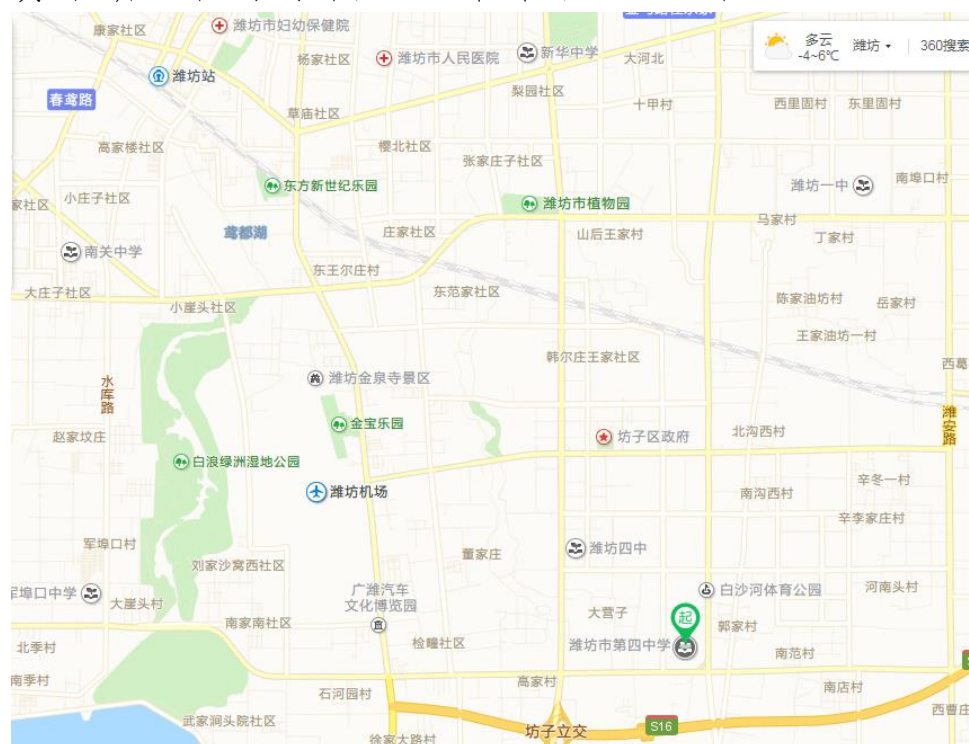 康家社区
潍坊市妇幼保健院
多云
-4~6℃
潍坊
360搜索
杨家社区
潍坊市人民医院
新华中学
大河北
潍坊站
春鸢路
梨园社区
十甲村
西里固村
东里固村
草庙社区
高家楼社区
樱北社区
张家庄子社区
东方新世纪乐园
潍坊一中
南埠口村
家社区
小庄子社区
潍坊市植物园
马家村
鸢都湖
庄家社区
山后王家村
丁家村
南关中学
东王尔庄村
大庄子社区
小崖头社区
东范家社区
陈家油坊村
岳家村
王家油坊一村
韩尔庄王家社区
西葛
水库路
潍坊金泉寺景区
金宝乐园
潍安路
赵家坟庄
坊子区政府
北沟西村
白浪绿洲湿地公园
潍坊机场
南沟西村
辛冬一村
辛李家庄村
军埠口村
董家庄
潍坊四中
刘家沙窝西社区
军埠口中学
大崖头村
广潍汽车
文化博览园
白沙河体育公园
河南头村
大营子
起
南家南社区
郭家村
北季村
检疃社区
潍坊市第四中学
南范村
南季村
石河园村
高家村
南店村
西曹庄
武家涧头院社区
坊子立交
S16
徐家大路村